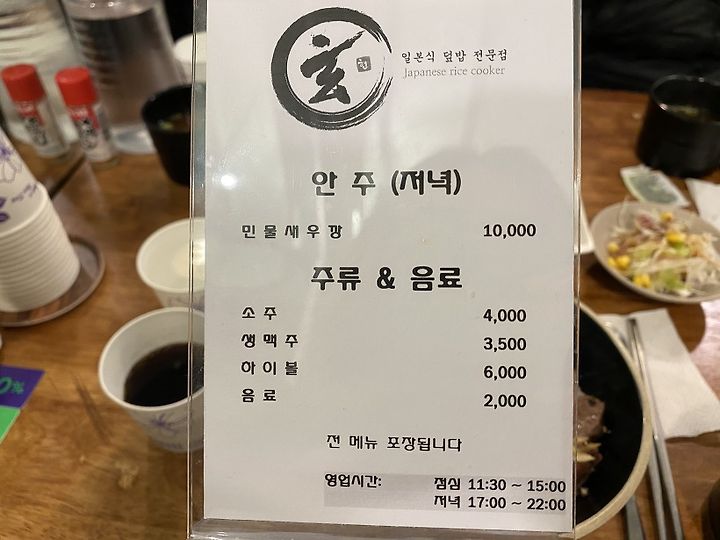 玄
일본식 덮밥 전문점
Japanese rice cooker
안 주 (저녁)
민물새우깡 10,000
주류 & 음료
소주 4,000
생맥주 3,500
하이볼 6,000
음료 2,000
전 메뉴 포장됩니다
영업시간: 점심 11:30 ~ 15:00
저녁 17:00 ~ 22:00
0%